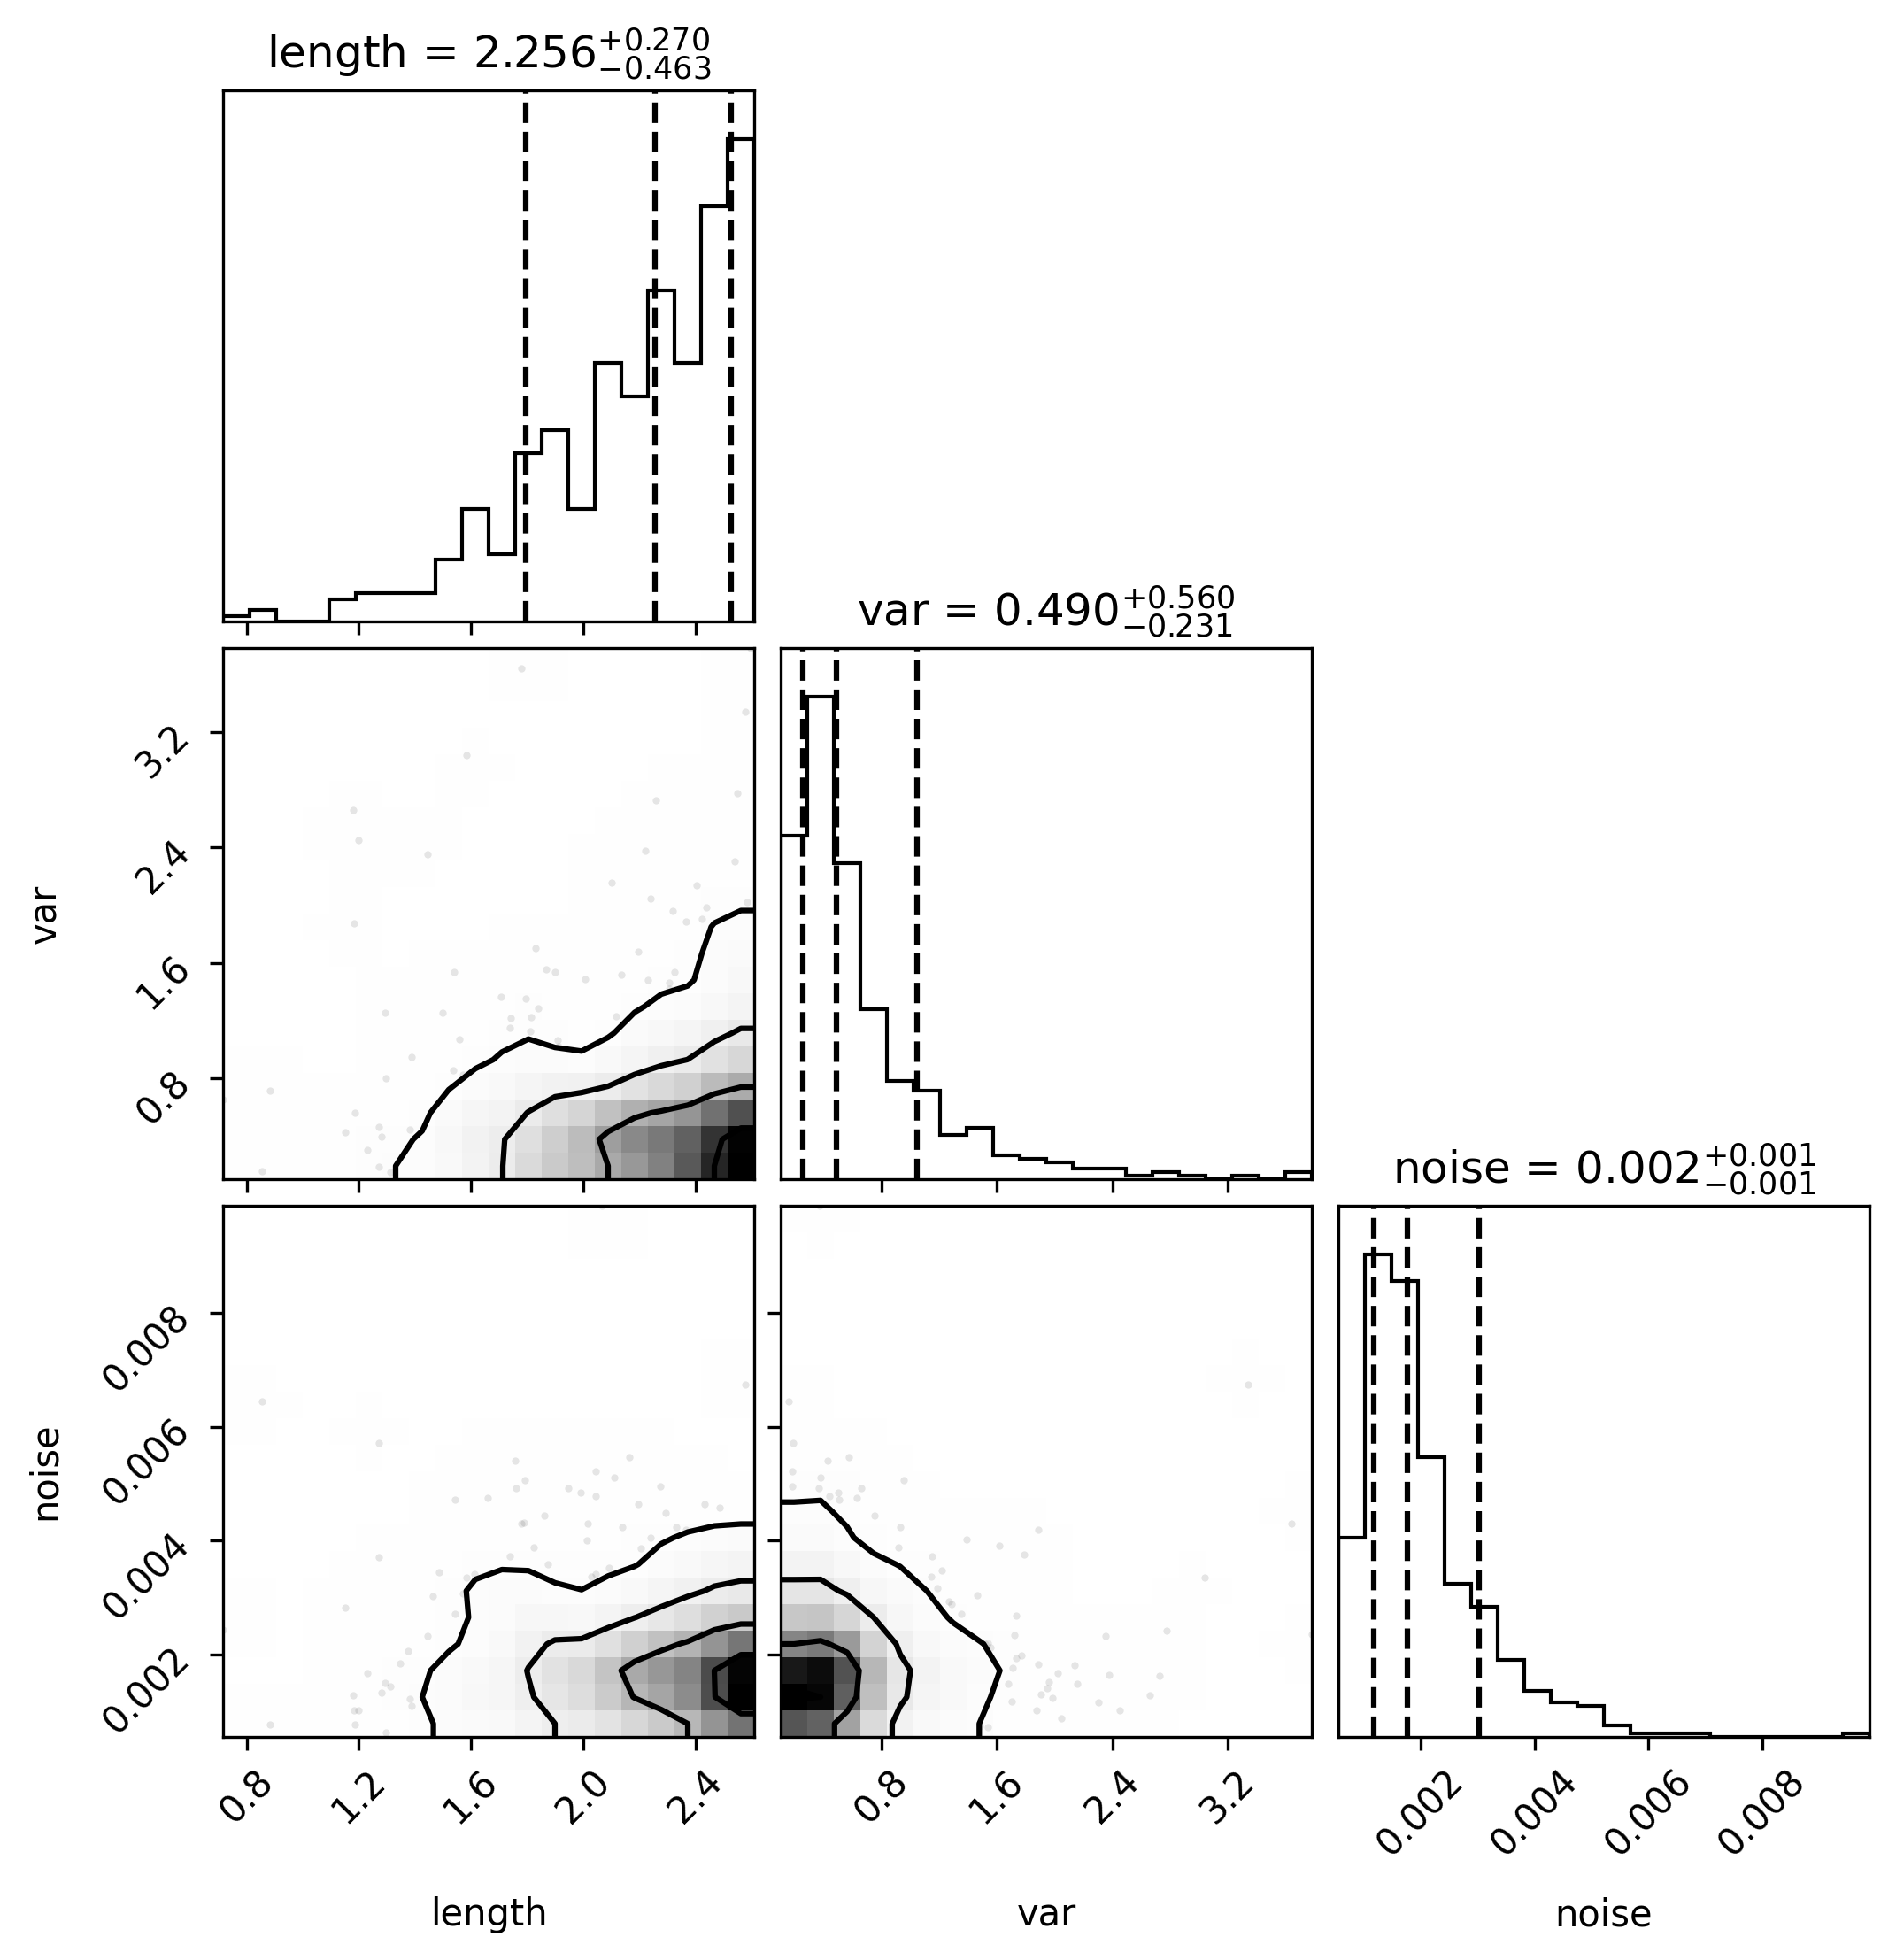 length = 2.256 +0.270 −0.463
var = 0.490 +0.560 −0.231
3.2
2.4
1.6
0.8
var
noise = 0.002 +0.001 −0.001
0.008
0.006
0.004
0.002
noise
0.8 1.2 1.6 2.0 2.4 0.8 1.6 2.4 3.2 0.002 0.004 0.006 0.008
length var noise